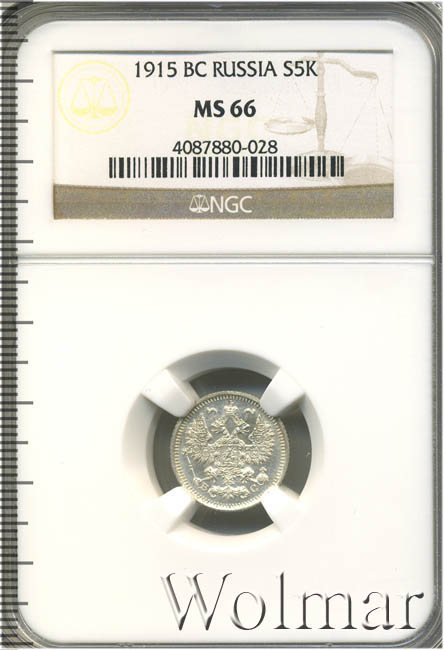 1915 BC RUSSIA S5K
MS 66
4087880-028
NGC
B C
Wolmar